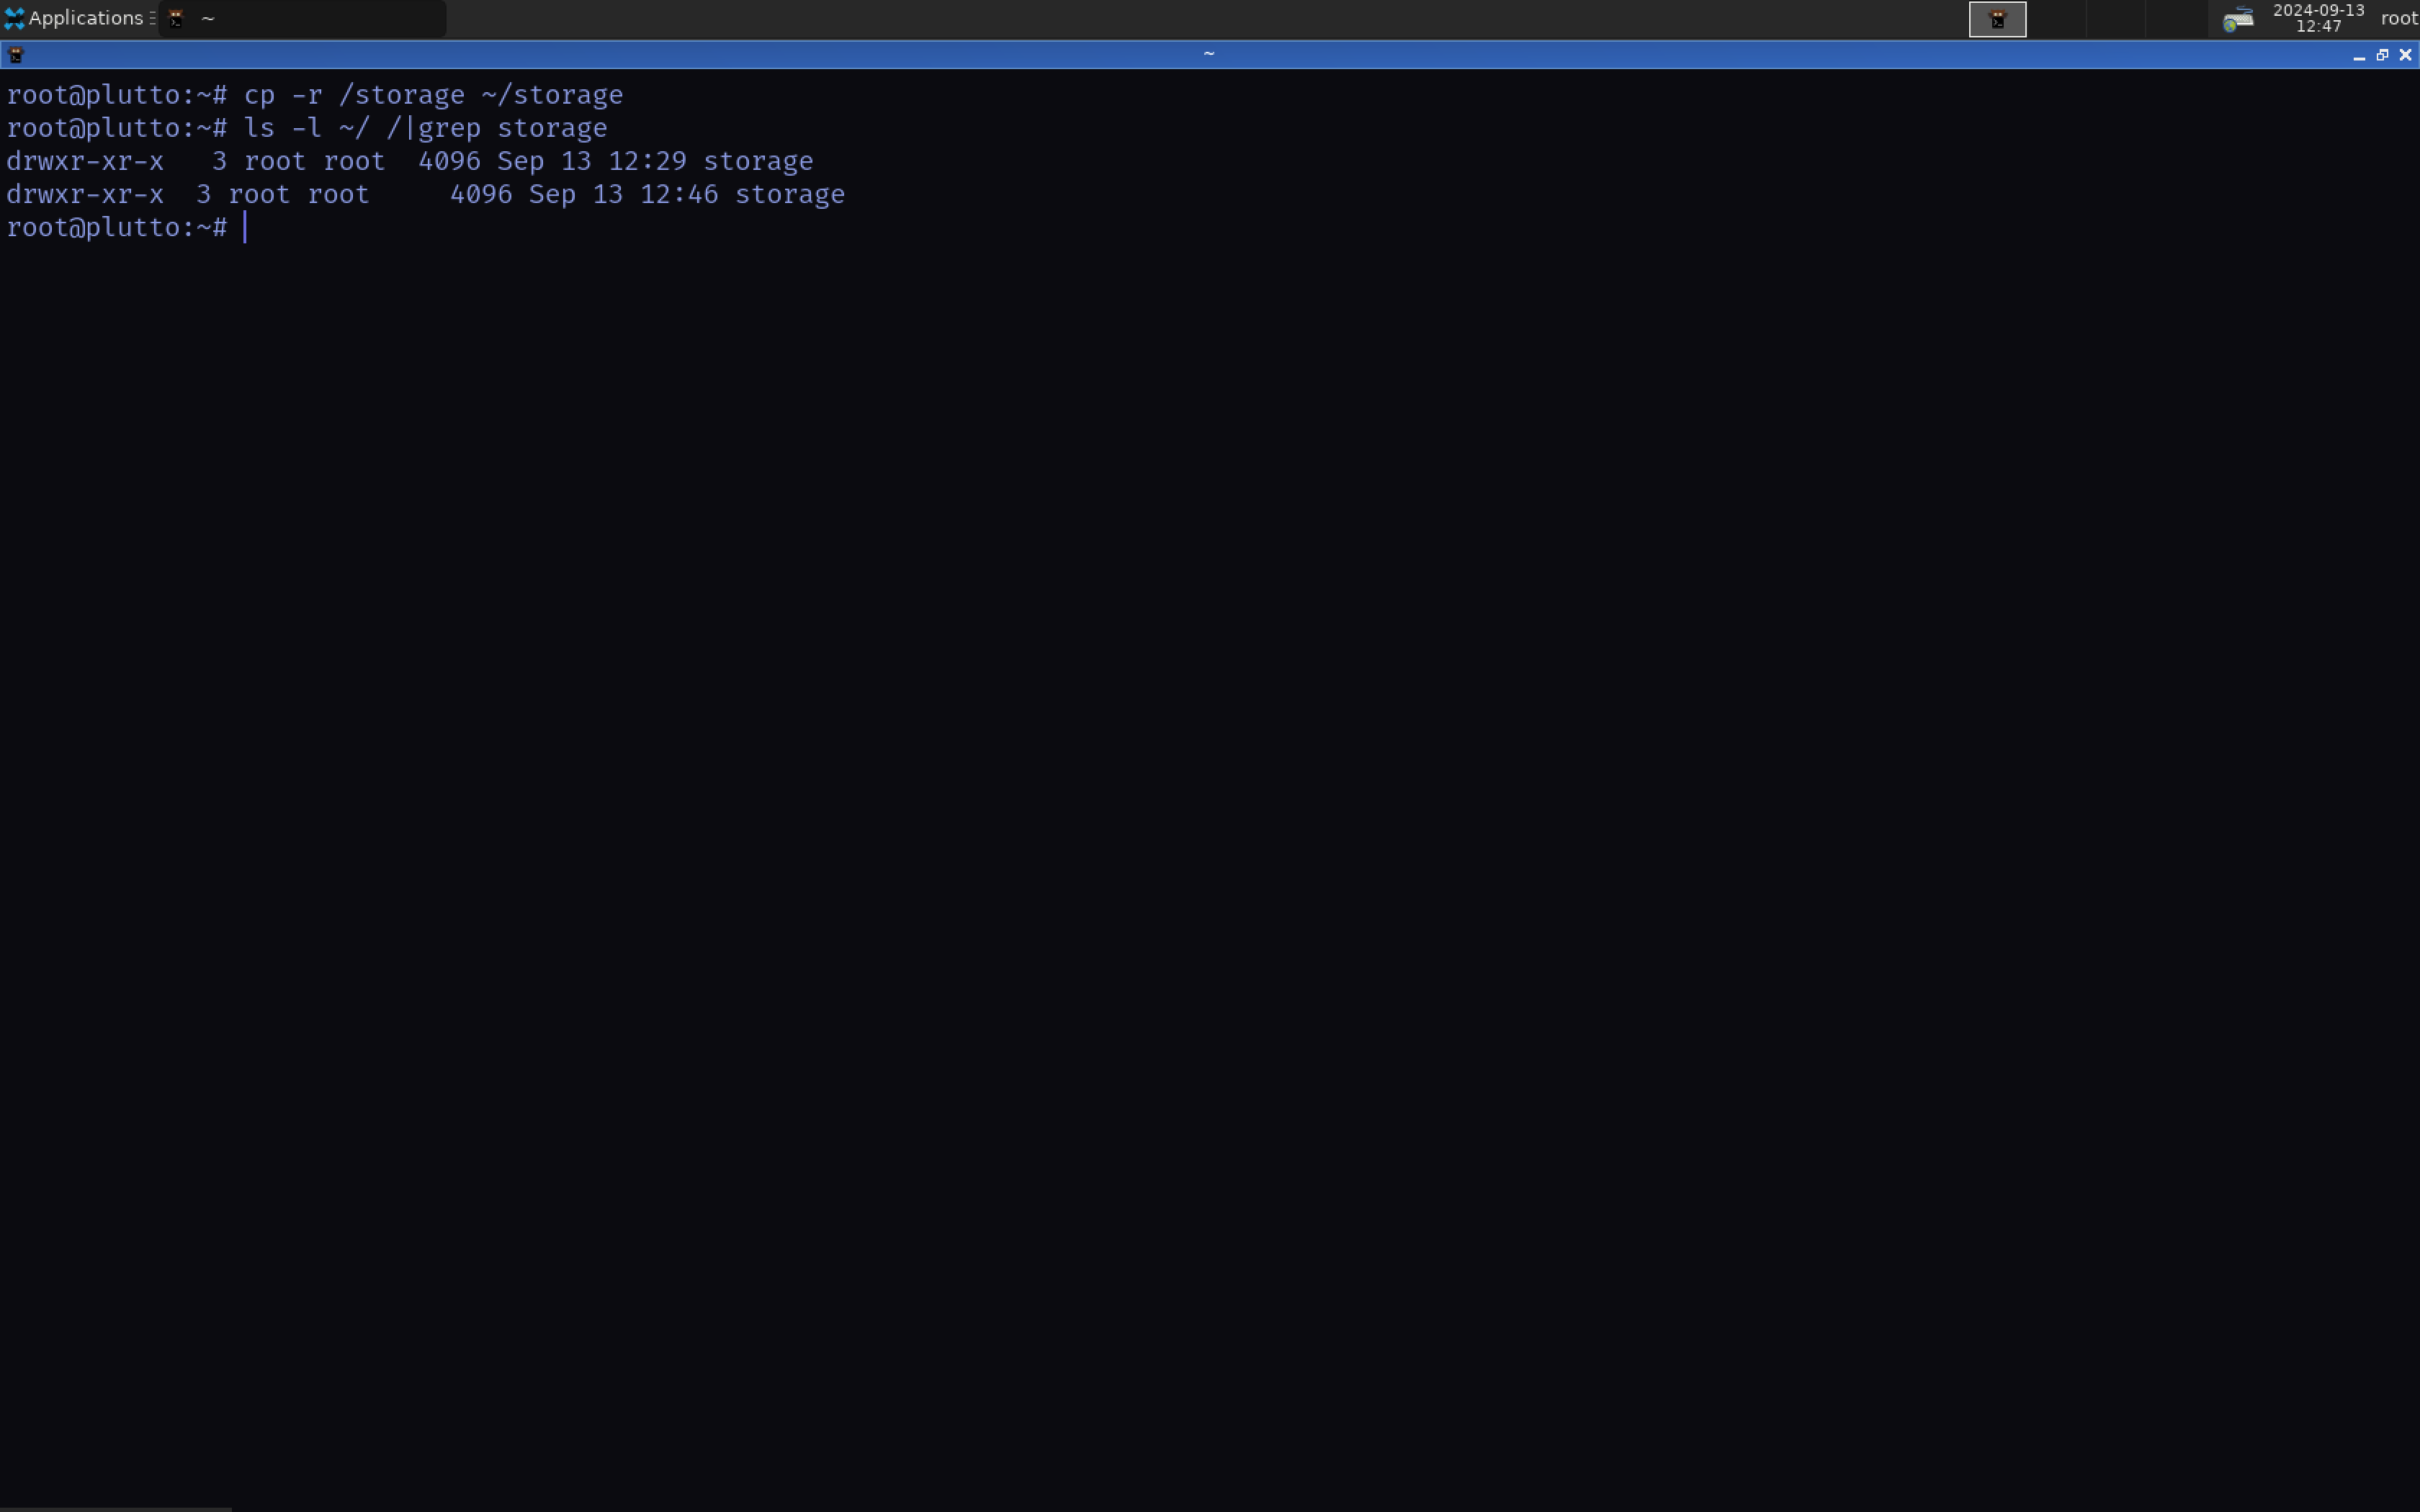 Applications ~ 2024-09-13 root
12:47
~
root@plutto:~# cp -r /storage ~/storage
root@plutto:~# ls -l ~/ /|grep storage
drwxr-xr-x   3 root root  4096 Sep 13 12:29 storage
drwxr-xr-x  3 root root     4096 Sep 13 12:46 storage
root@plutto:~#